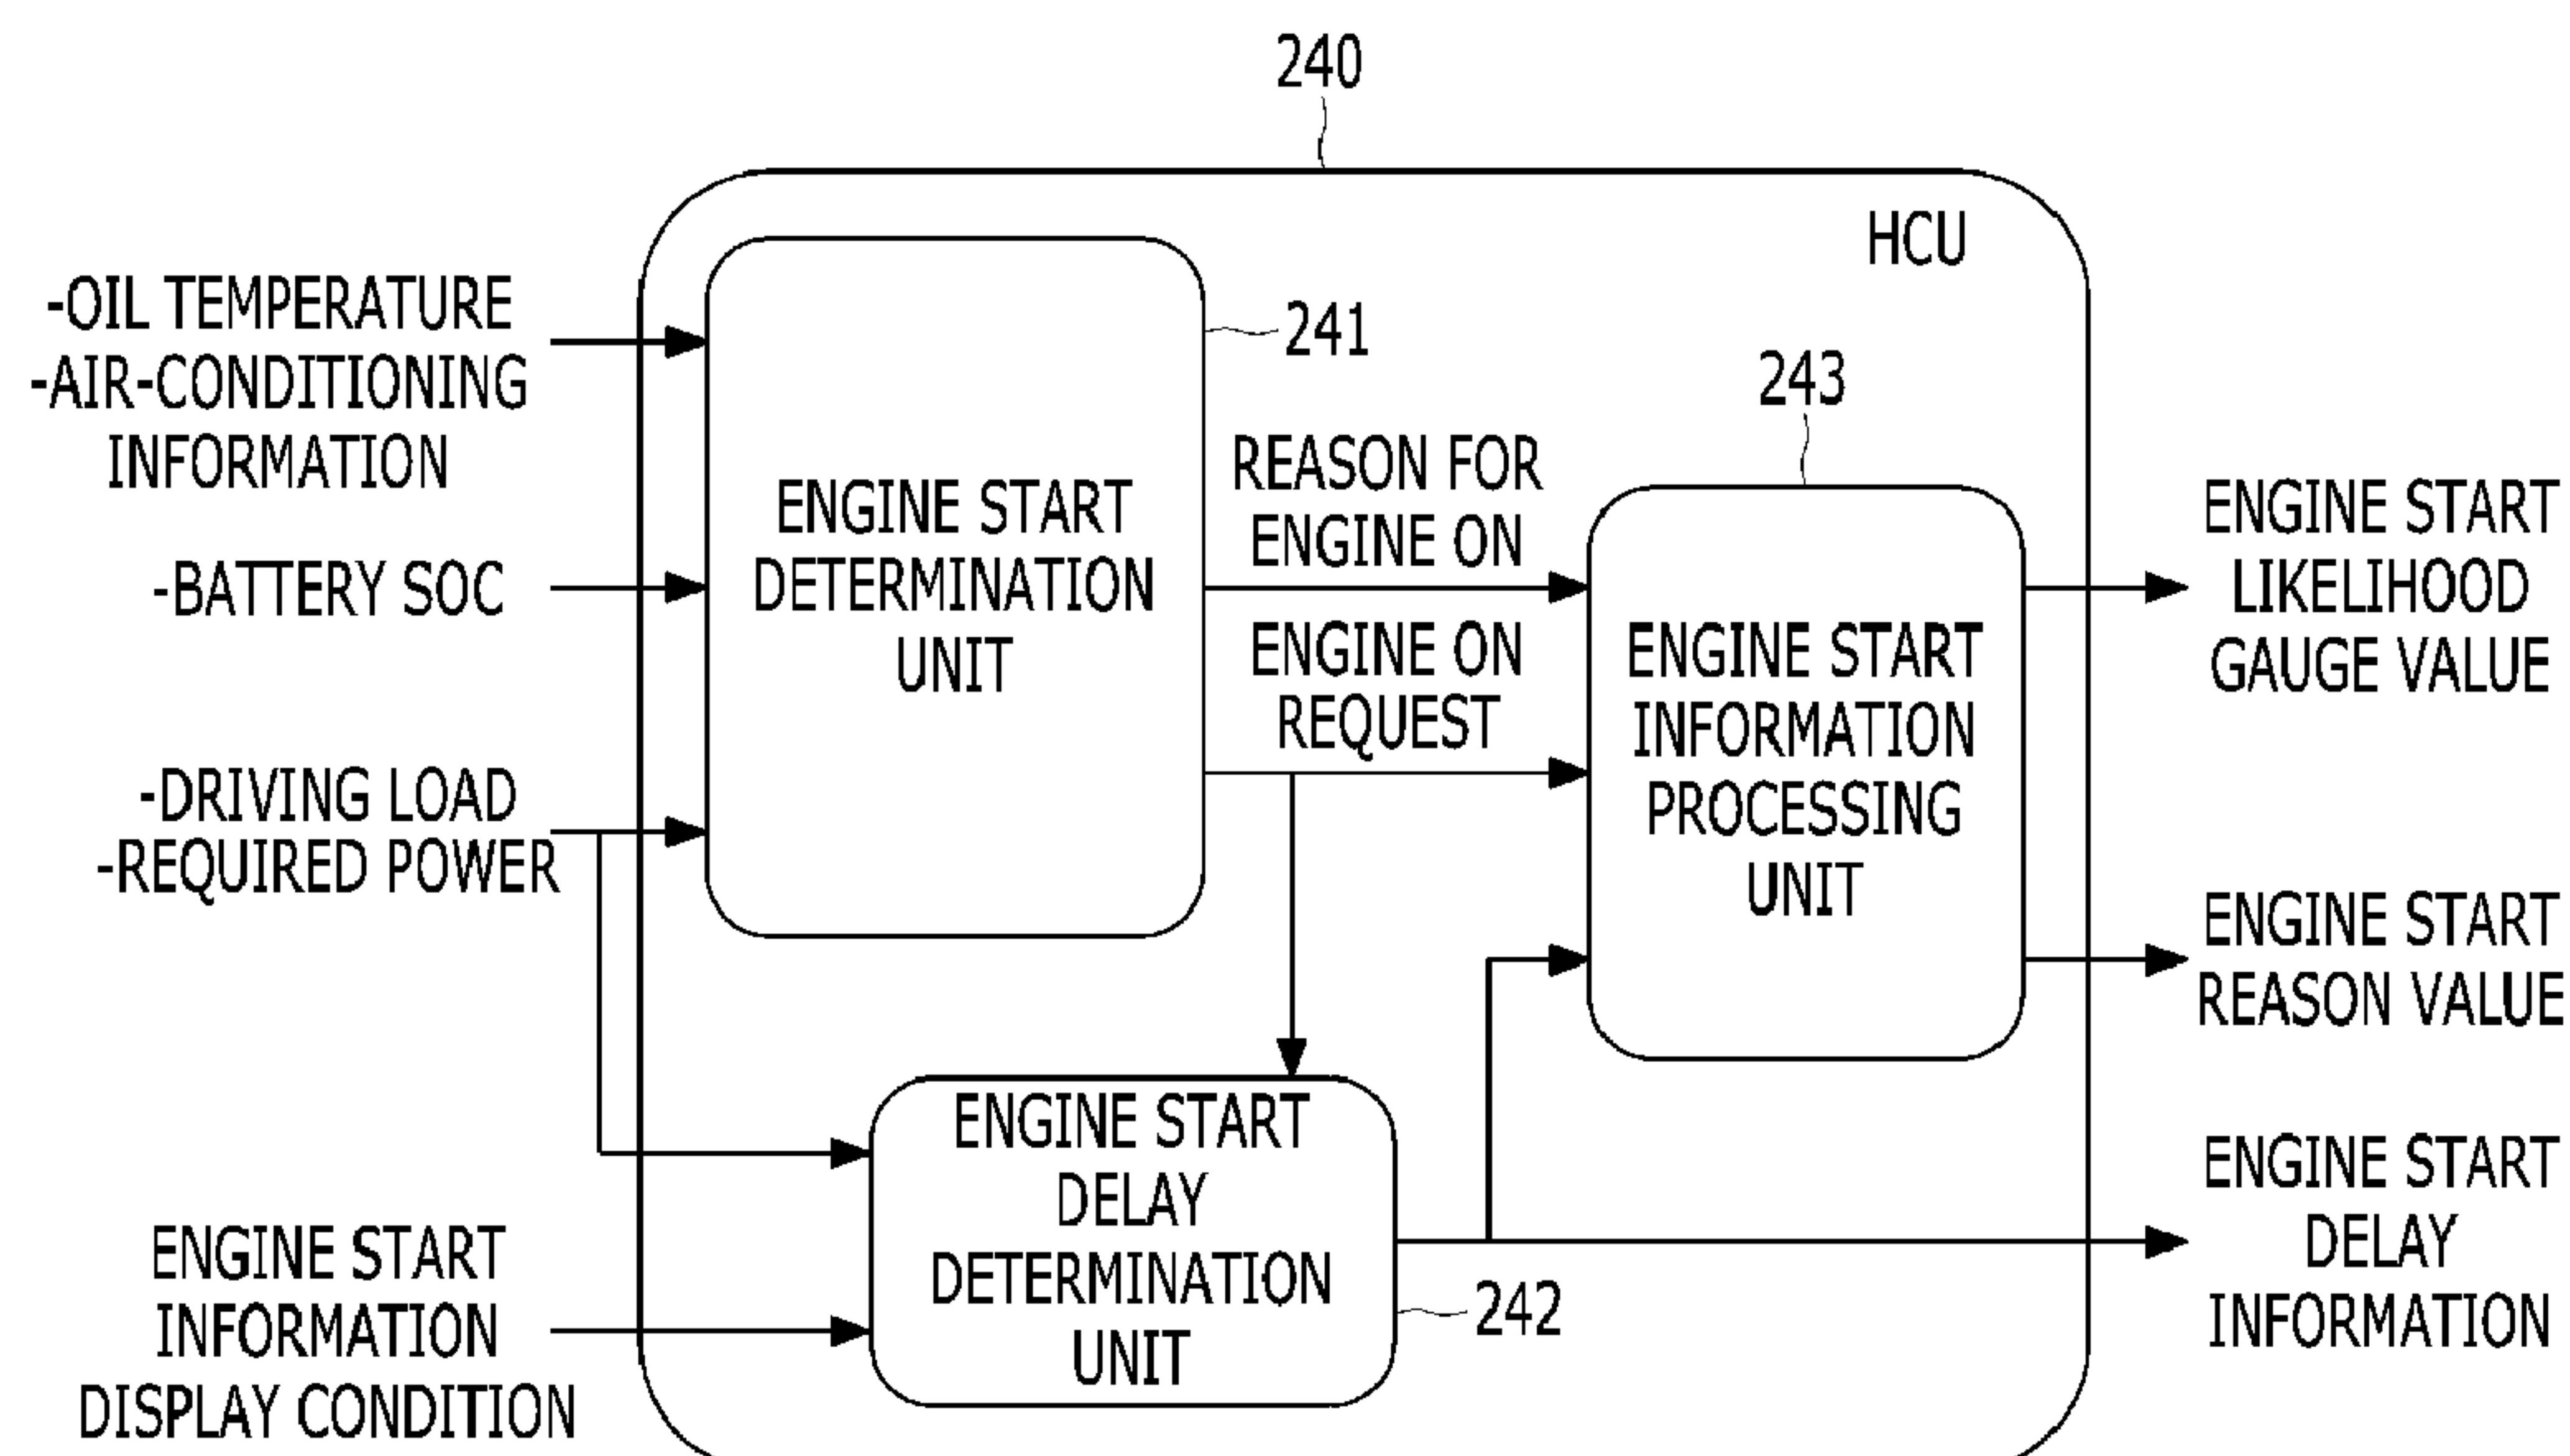 240
HCU
-OIL TEMPERATURE
-AIR-CONDITIONING
INFORMATION
-BATTERY SOC
-DRIVING LOAD
-REQUIRED POWER
ENGINE START
INFORMATION
DISPLAY CONDITION
ENGINE START
DETERMINATION
UNIT
241
REASON FOR
ENGINE ON
ENGINE ON
REQUEST
243
ENGINE START
INFORMATION
PROCESSING
UNIT
ENGINE START
DELAY
DETERMINATION
UNIT
242
ENGINE START
LIKELIHOOD
GAUGE VALUE
ENGINE START
REASON VALUE
ENGINE START
DELAY
INFORMATION